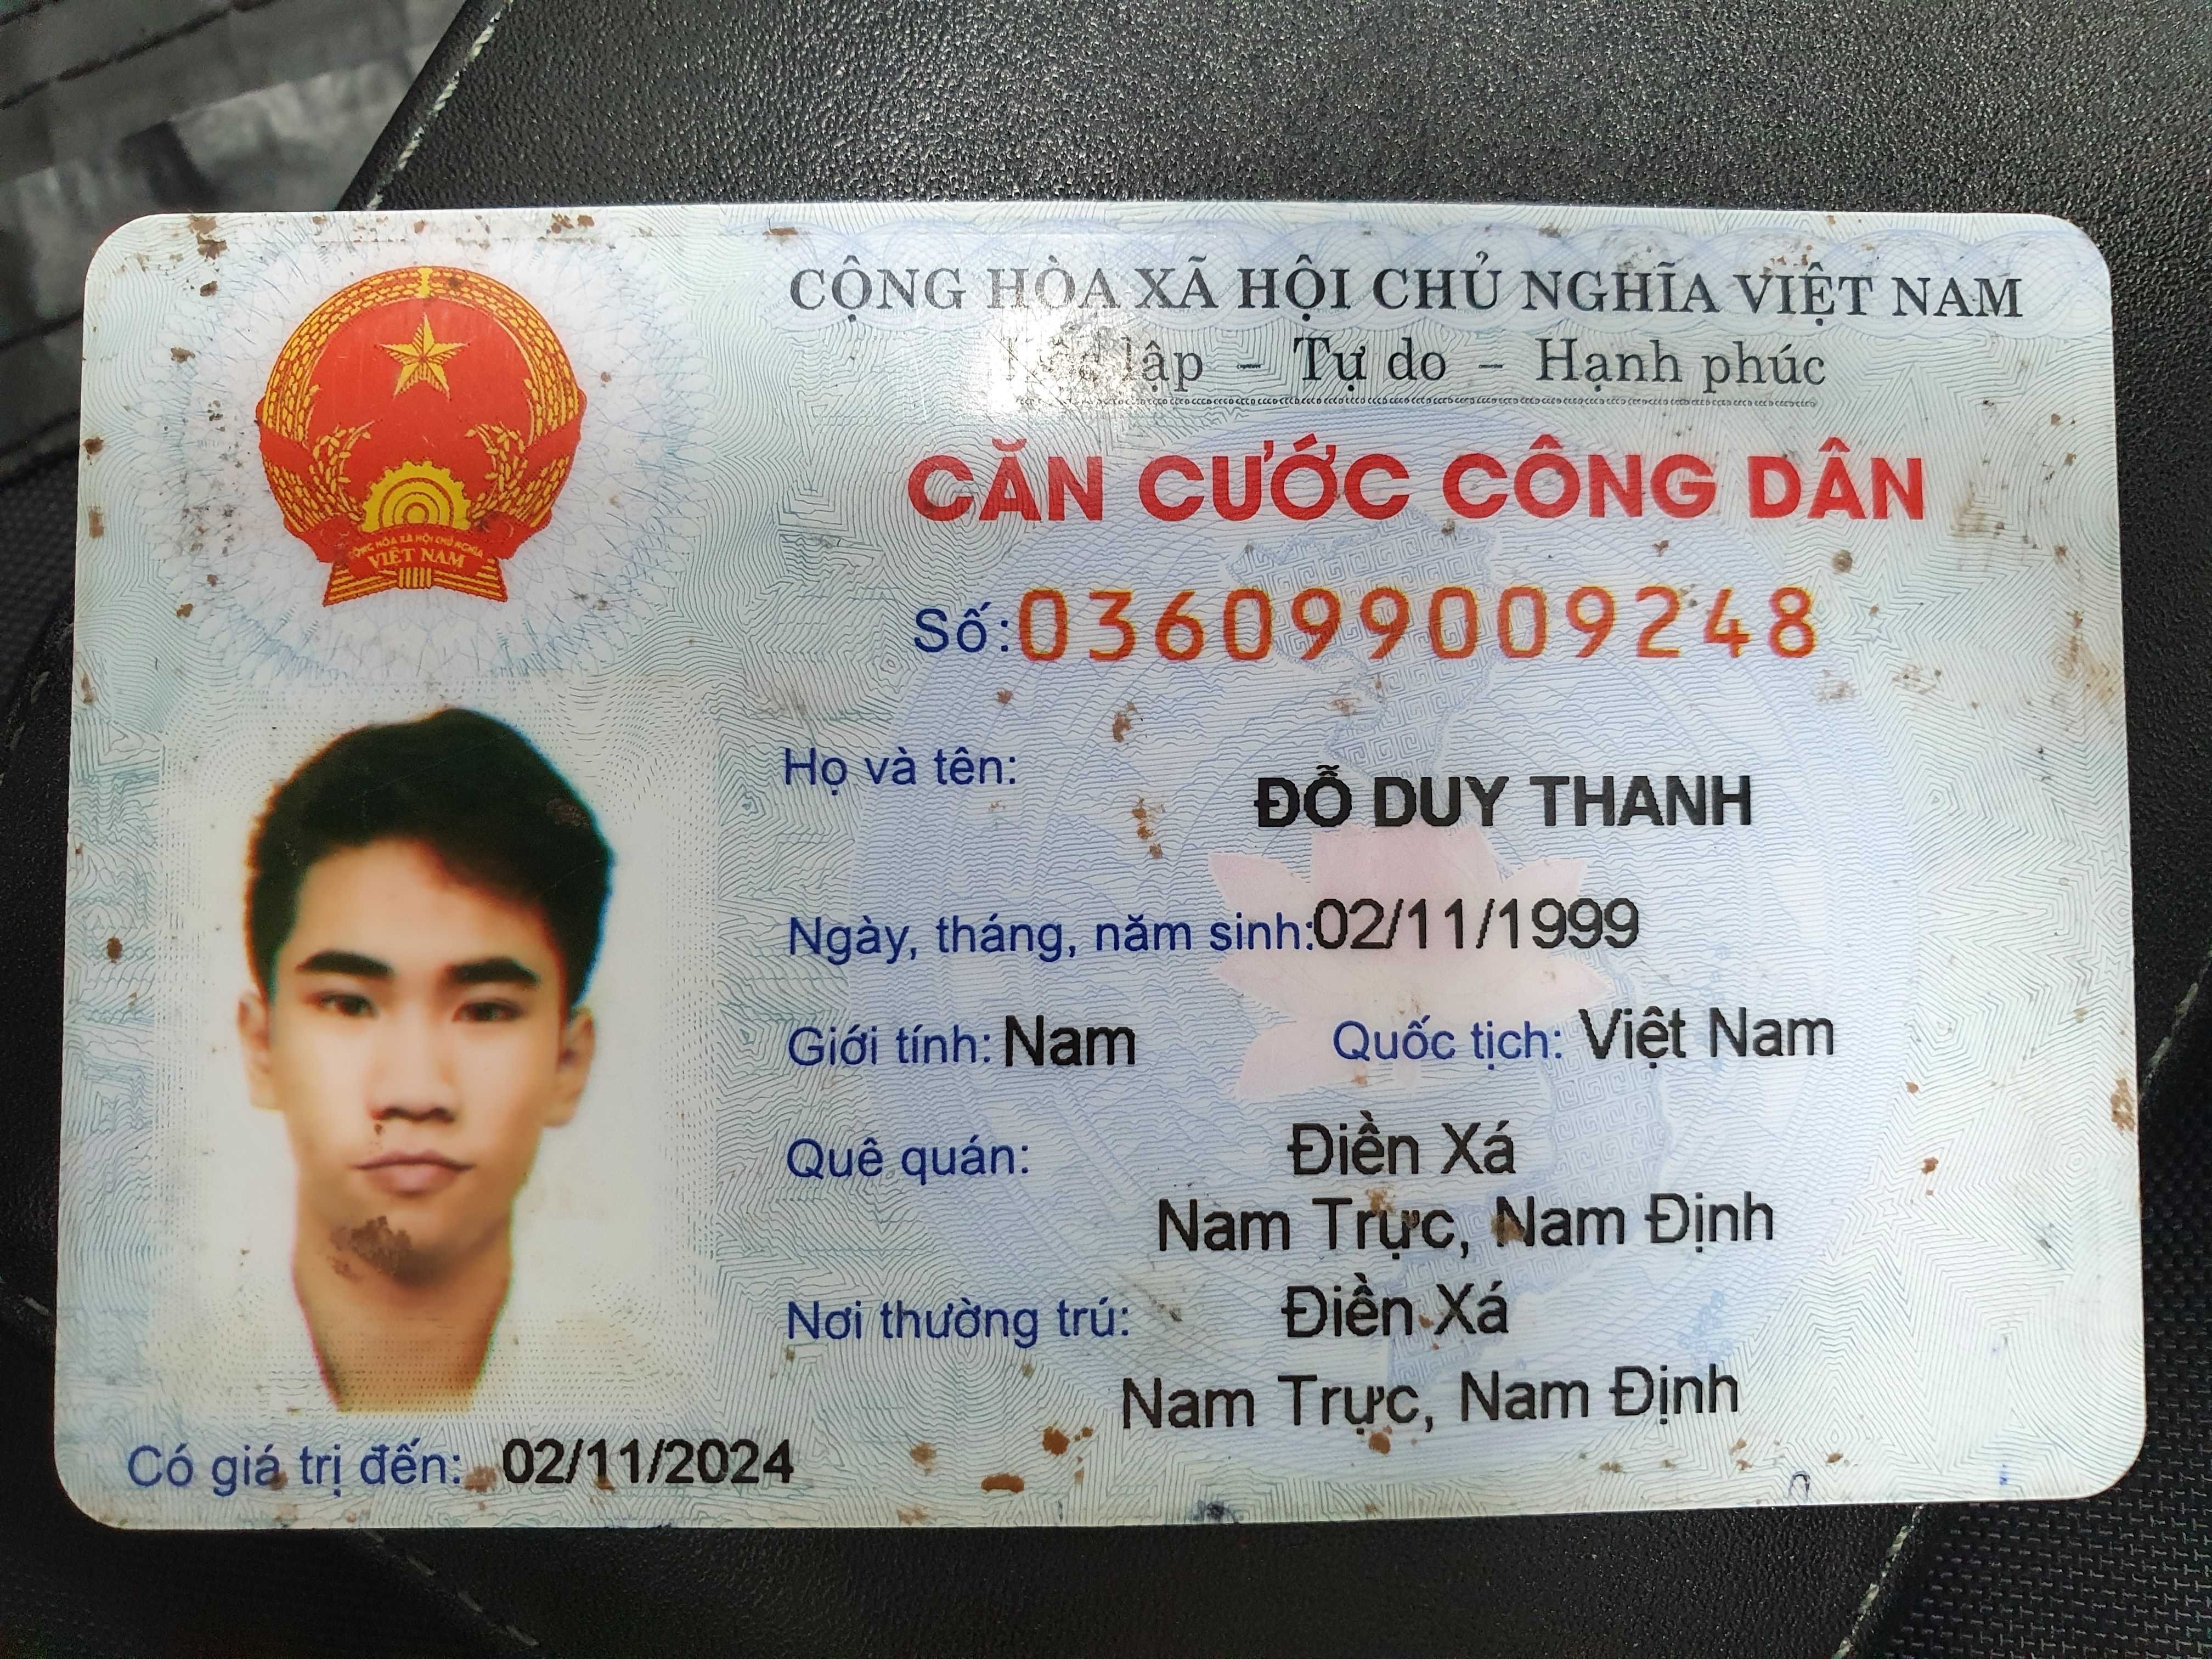 CỘNG HÒA XÃ HỘI CHỦ NGHĨA VIỆT NAM
Độc lập – Tự do – Hạnh phúc
CĂN CƯỚC CÔNG DÂN
Số: 036099009248
CỘNG HÒA XÃ HỘI CHỦ NGHĨA
VIỆT NAM
Họ và tên:
ĐỖ DUY THANH
Ngày, tháng, năm sinh: 02/11/1999
Giới tính: Nam Quốc tịch: Việt Nam
Quê quán: Điền Xá
Nam Trực, Nam Định
Nơi thường trú: Điền Xá
Nam Trực, Nam Định
Có giá trị đến: 02/11/2024